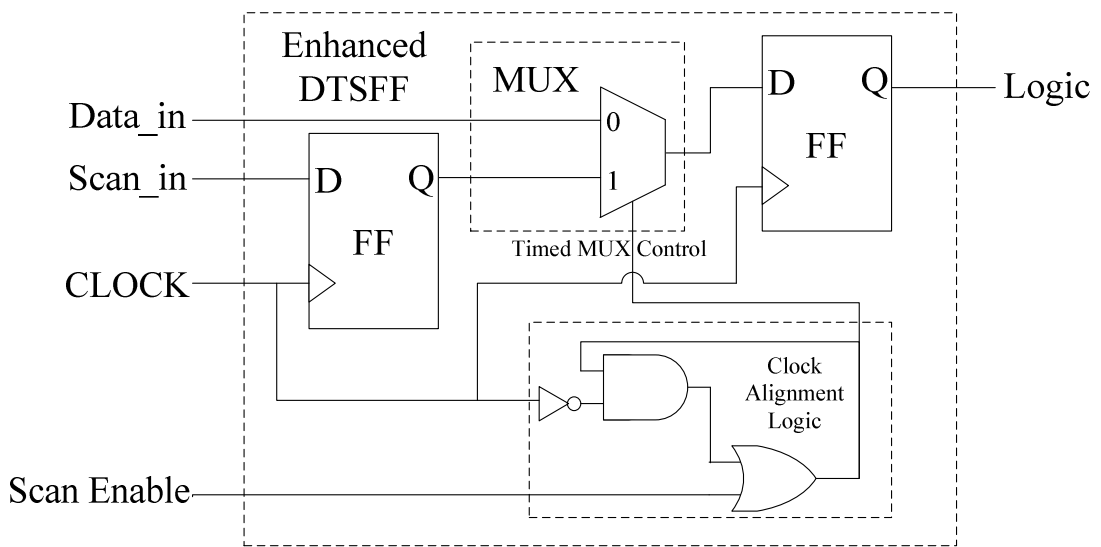 Enhanced
DTSFF
MUX
D
Q
Logic
Data_in
0
FF
Scan_in
D
Q
1
FF
Timed MUX Control
CLOCK
Clock
Alignment
Logic
Scan Enable